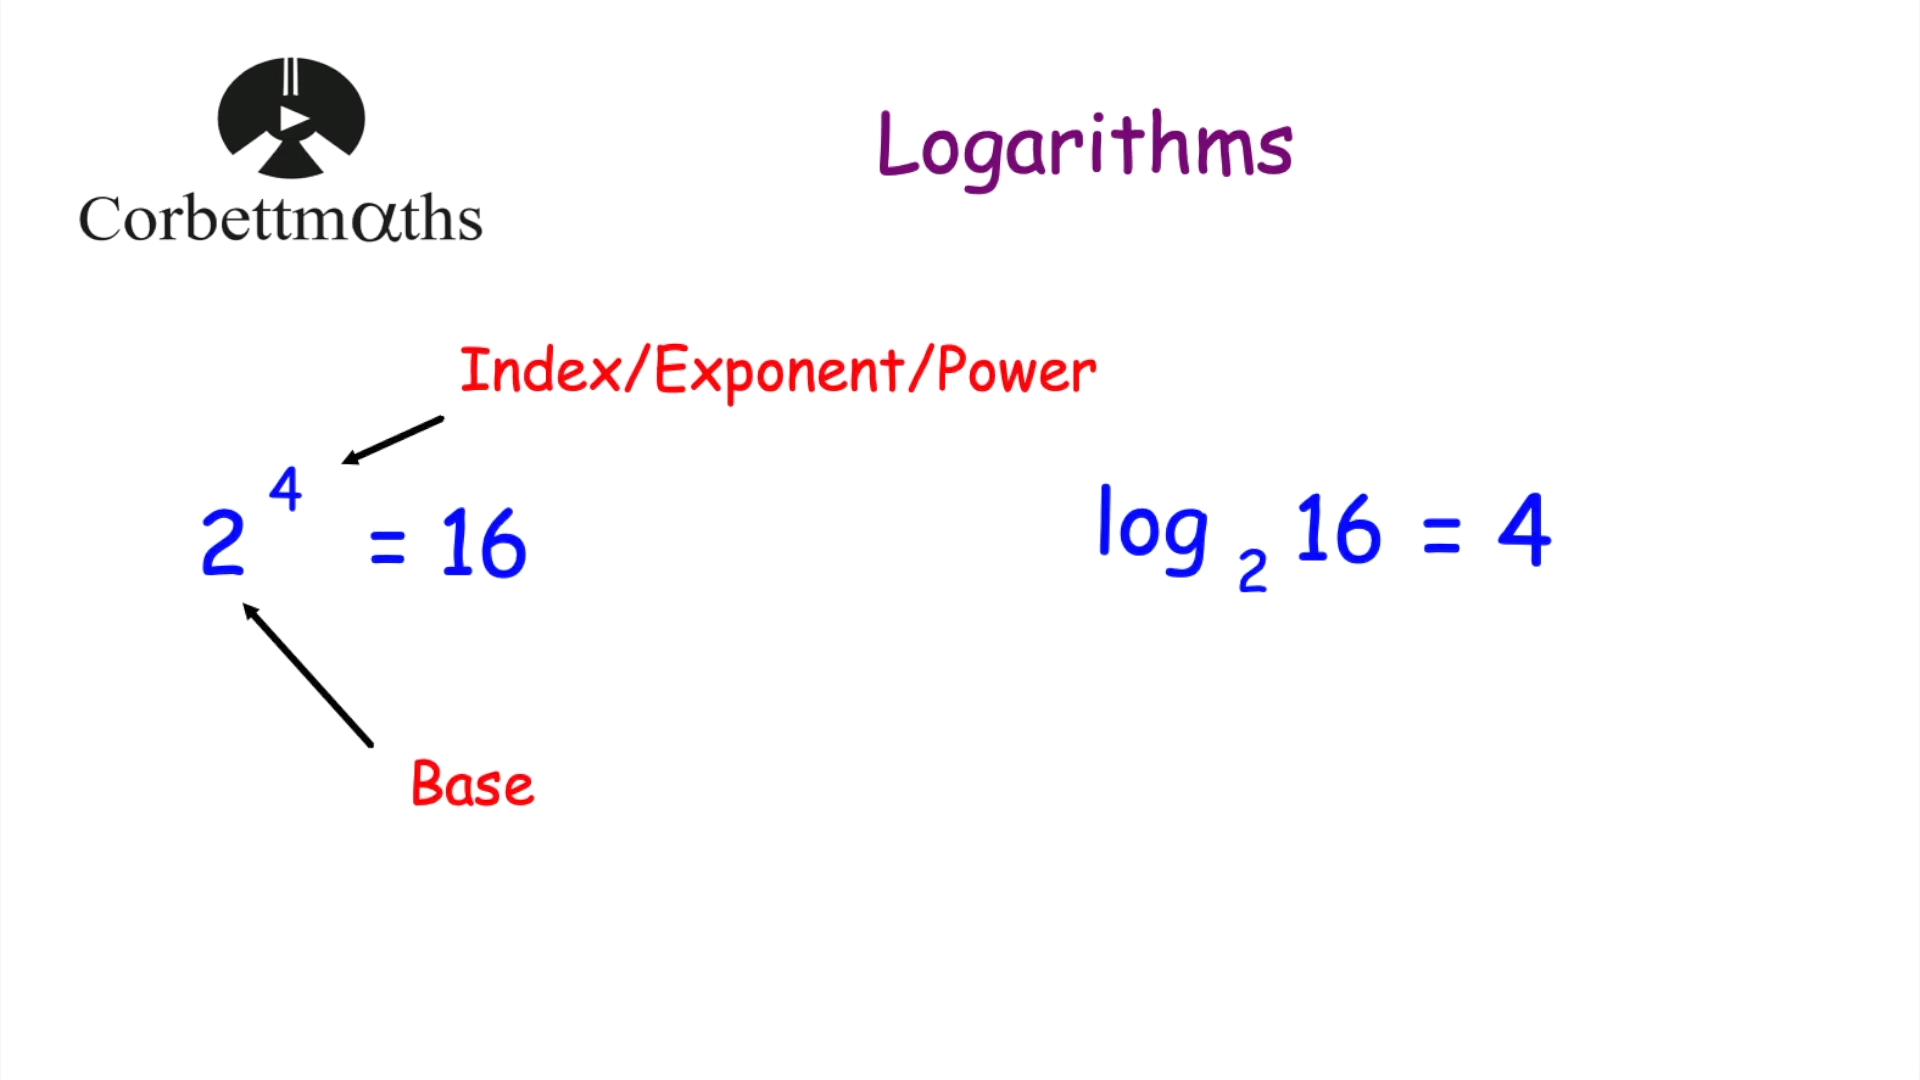 Corbettmαths
Logarithms
Index/Exponent/Power
2⁴ = 16
log₂ 16 = 4
Base